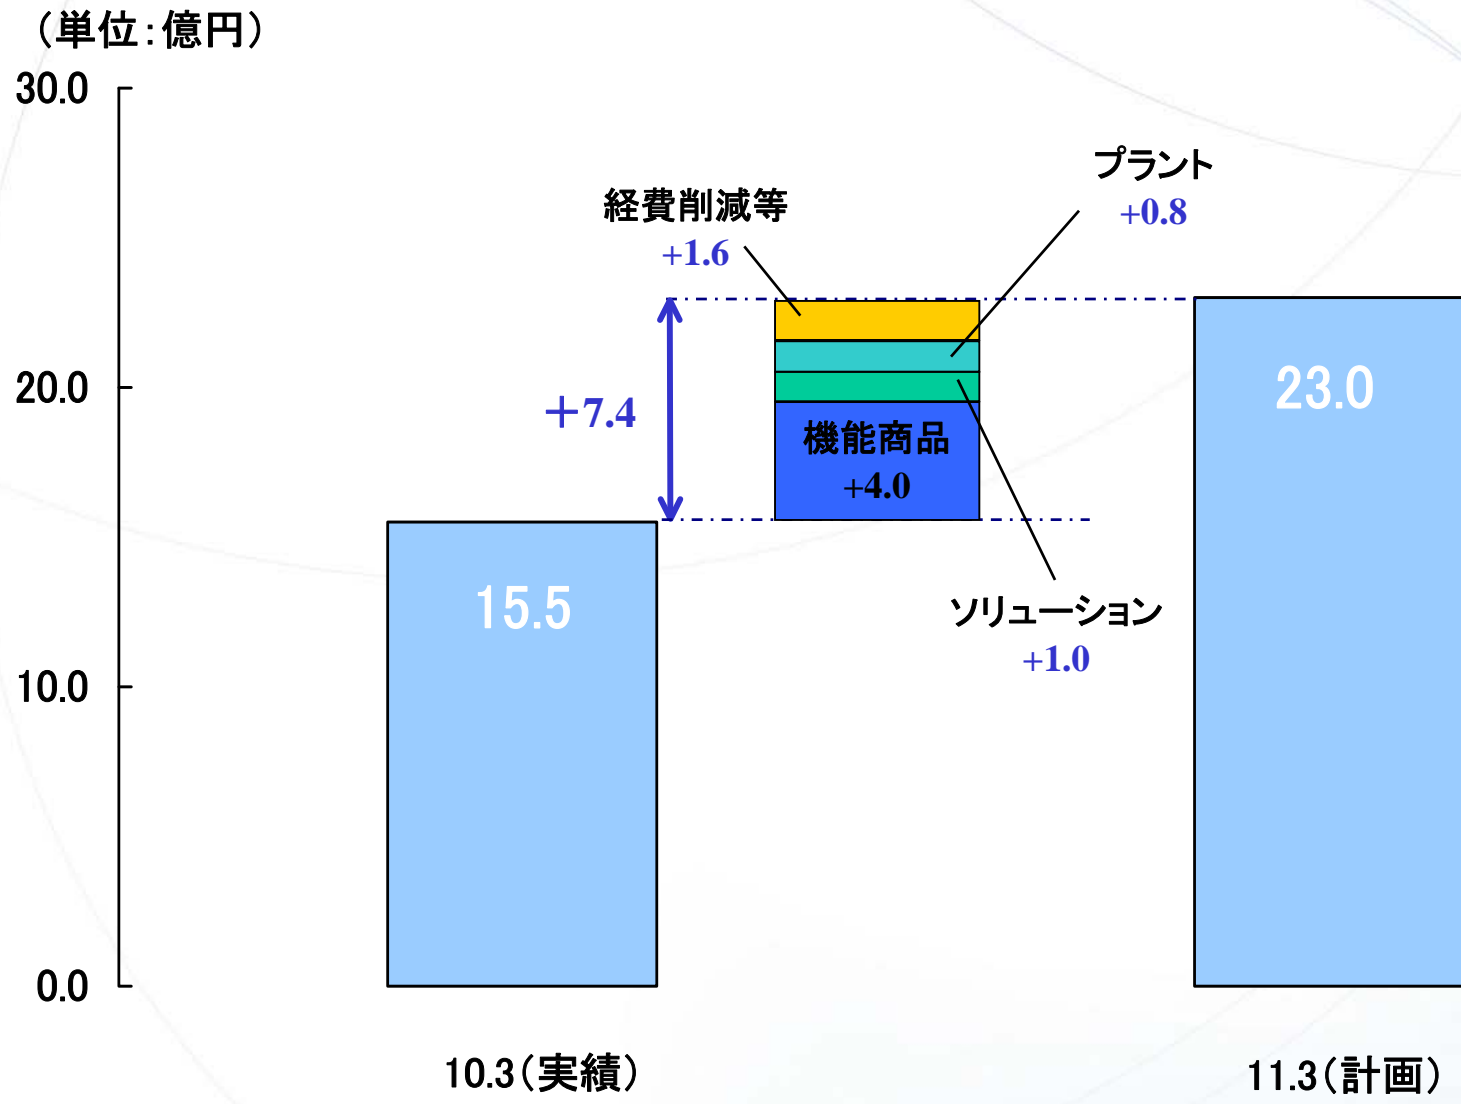 （単位：億円）
30.0
プラント
+0.8
経費削減等
+1.6
20.0
23.0
＋7.4
機能商品
+4.0
15.5
ソリューション
+1.0
10.0
0.0
10.3（実績）
11.3（計画）